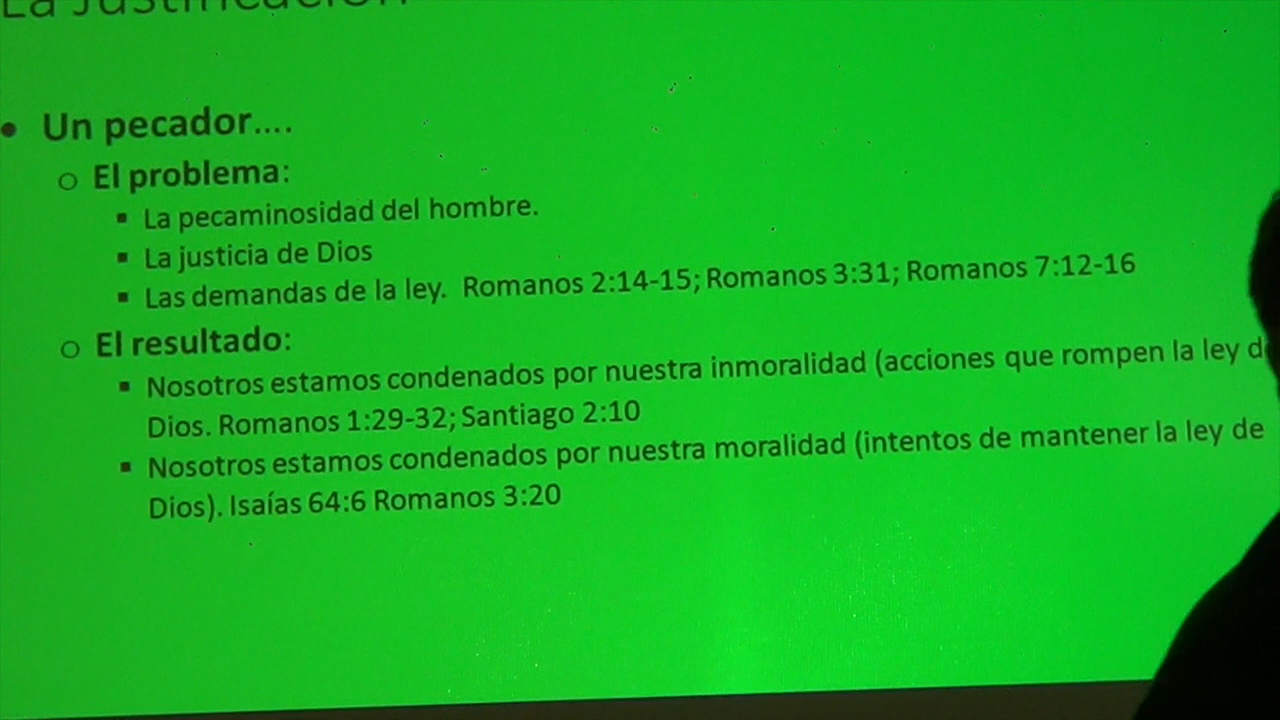 La Justificación
• Un pecador....
o El problema:
▪ La pecaminosidad del hombre.
▪ La justicia de Dios
▪ Las demandas de la ley. Romanos 2:14-15; Romanos 3:31; Romanos 7:12-16
o El resultado:
▪ Nosotros estamos condenados por nuestra inmoralidad (acciones que rompen la ley de
Dios. Romanos 1:29-32; Santiago 2:10
▪ Nosotros estamos condenados por nuestra moralidad (intentos de mantener la ley de
Dios). Isaías 64:6 Romanos 3:20